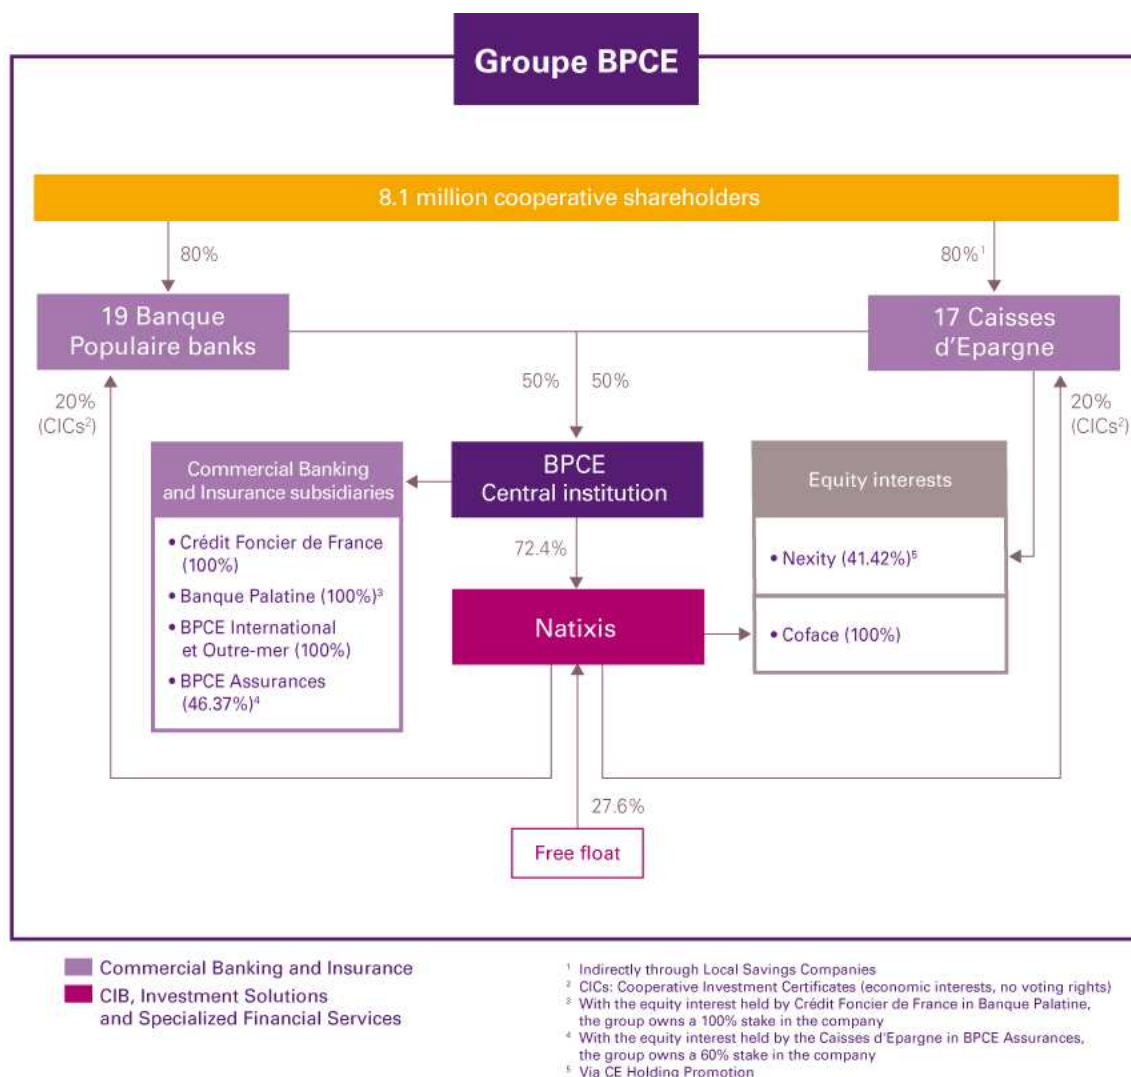 Groupe BPCE
8.1 million cooperative shareholders
80%
80%¹
19 Banque
Populaire banks
17 Caisses
d'Epargne
50%
50%
20%
(CICs²)
20%
(CICs²)
Commercial Banking
and Insurance subsidiaries
• Crédit Foncier de France
(100%)
• Banque Palatine (100%)³
• BPCE International
et Outre-mer (100%)
• BPCE Assurances
(46.37%)⁴
BPCE
Central institution
72.4%
Natixis
Equity interests
• Nexity (41.42%)⁵
• Coface (100%)
27.6%
Free float
Commercial Banking and Insurance
CIB, Investment Solutions
and Specialized Financial Services
¹ Indirectly through Local Savings Companies
² CICs: Cooperative Investment Certificates (economic interests, no voting rights)
³ With the equity interest held by Crédit Foncier de France in Banque Palatine,
the group owns a 100% stake in the company
⁴ With the equity interest held by the Caisses d'Epargne in BPCE Assurances,
the group owns a 60% stake in the company
⁵ Via CE Holding Promotion